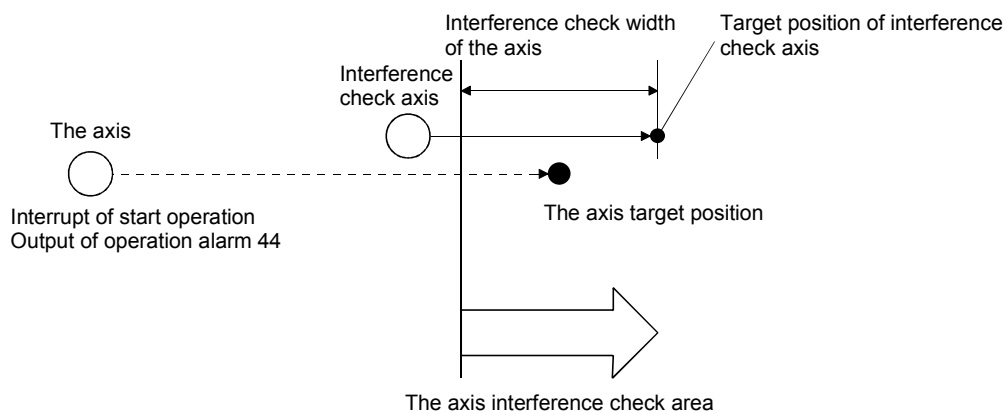 Interference check width
of the axis
Target position of interference
check axis
Interference
check axis
The axis
Interrupt of start operation
Output of operation alarm 44
The axis target position
The axis interference check area